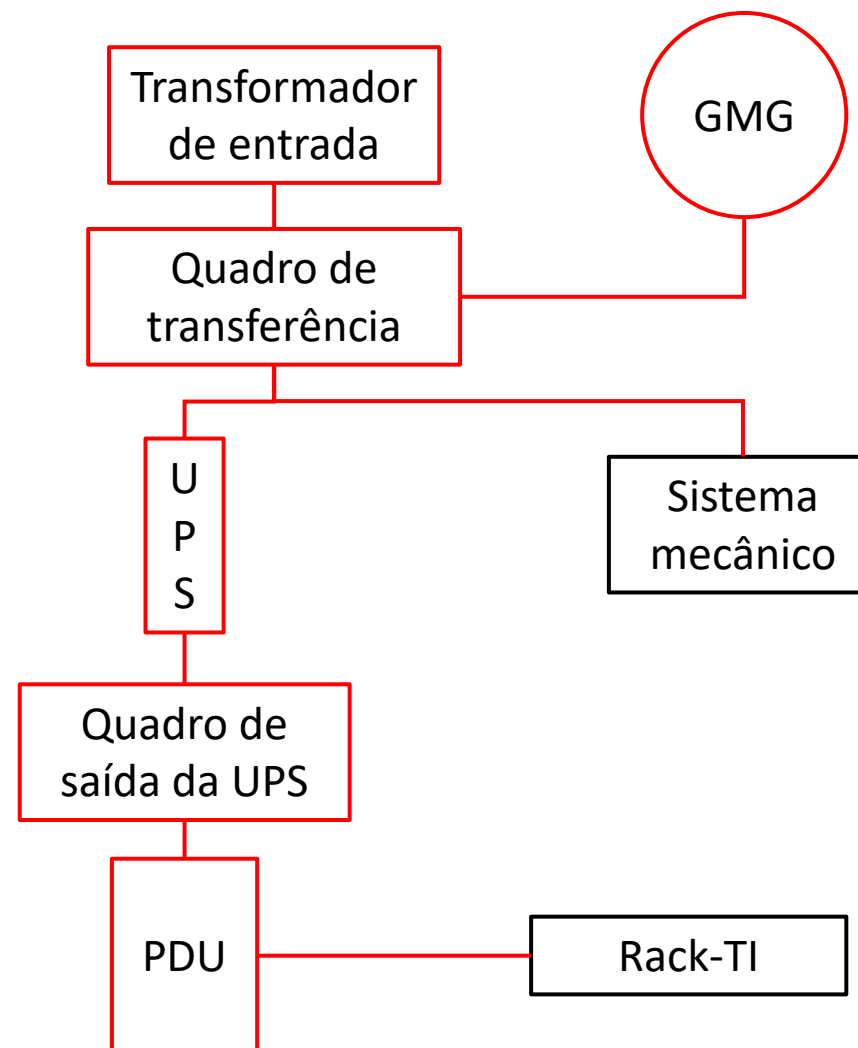 Transformador
de entrada
GMG
Quadro de
transferência
U
P
S
Sistema
mecânico
Quadro de
saída da UPS
PDU
Rack-TI